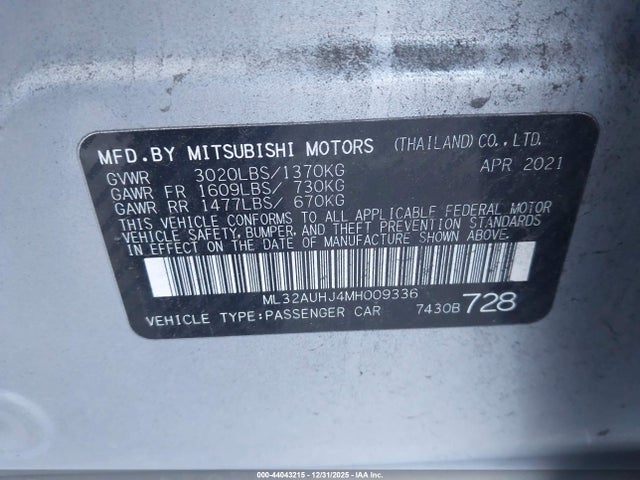 MFD.BY MITSUBISHI MOTORS (THAILAND)CO.,LTD.
GVWR 3020LBS/1370KG APR 2021
GAWR FR 1609LBS/ 730KG
GAWR RR 1477LBS/ 670KG
THIS VEHICLE CONFORMS TO ALL APPLICABLE FEDERAL MOTOR
VEHICLE SAFETY, BUMPER, AND THEFT PREVENTION STANDARDS
IN EFFECT ON THE DATE OF MANUFACTURE SHOWN ABOVE.
ML32AUHJ4MH009336
VEHICLE TYPE:PASSENGER CAR 7430B 728
000-44043215 - 12/31/2025 - IAA, Inc.